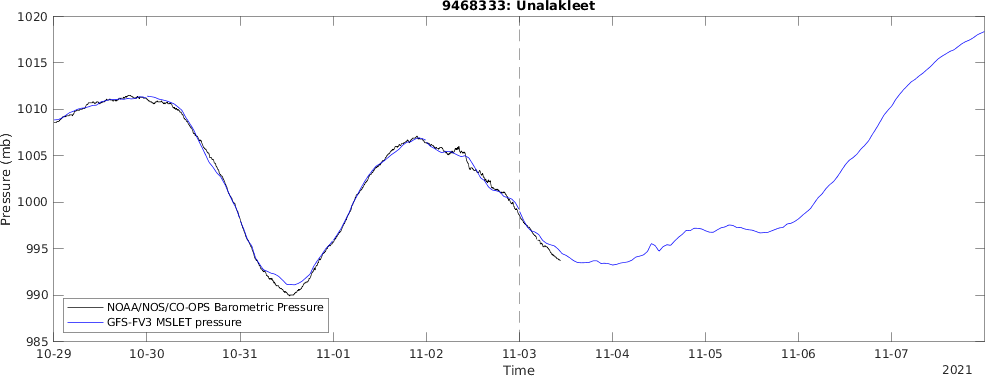 9468333: Unalakleet
1020
1015
1010
1005
1000
995
990
985
Pressure (mb)
NOAA/NOS/CO-OPS Barometric Pressure
GFS-FV3 MSLET pressure
10-29 10-30 10-31 11-01 11-02 11-03 11-04 11-05 11-06 11-07
Time
2021